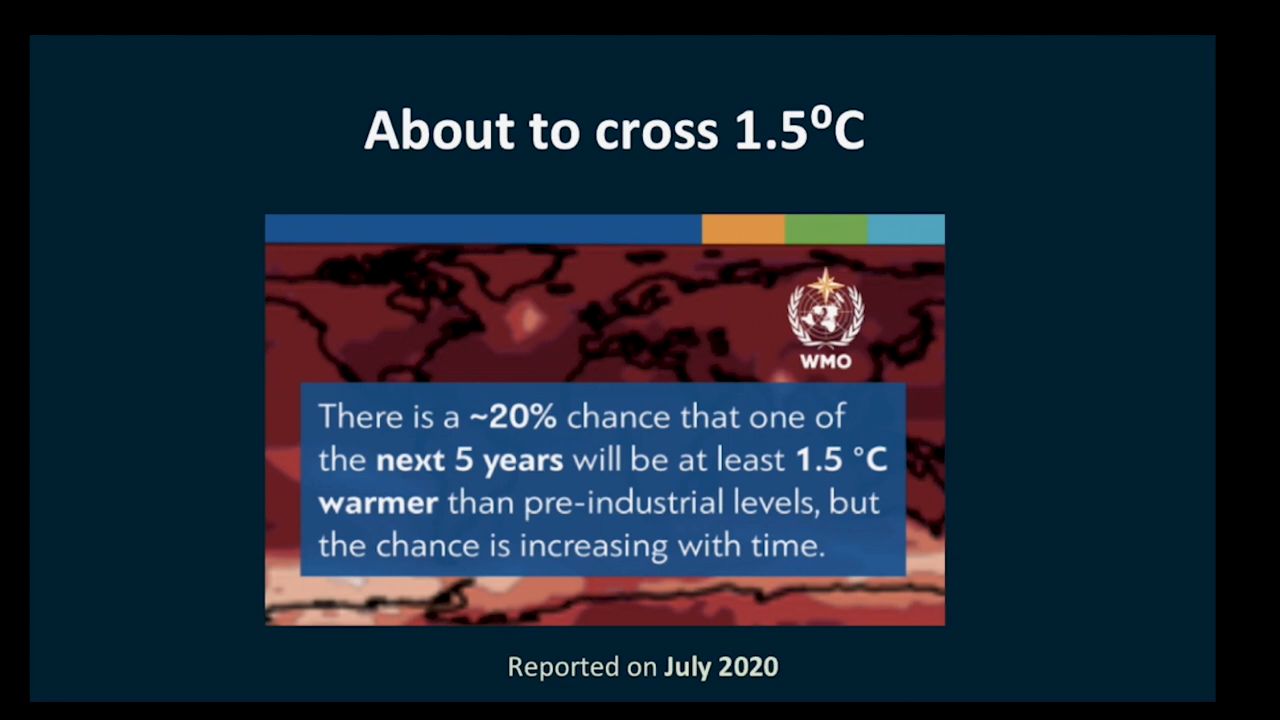 About to cross 1.5⁰C
WMO
There is a ~20% chance that one of
the next 5 years will be at least 1.5 °C
warmer than pre-industrial levels, but
the chance is increasing with time.
Reported on July 2020